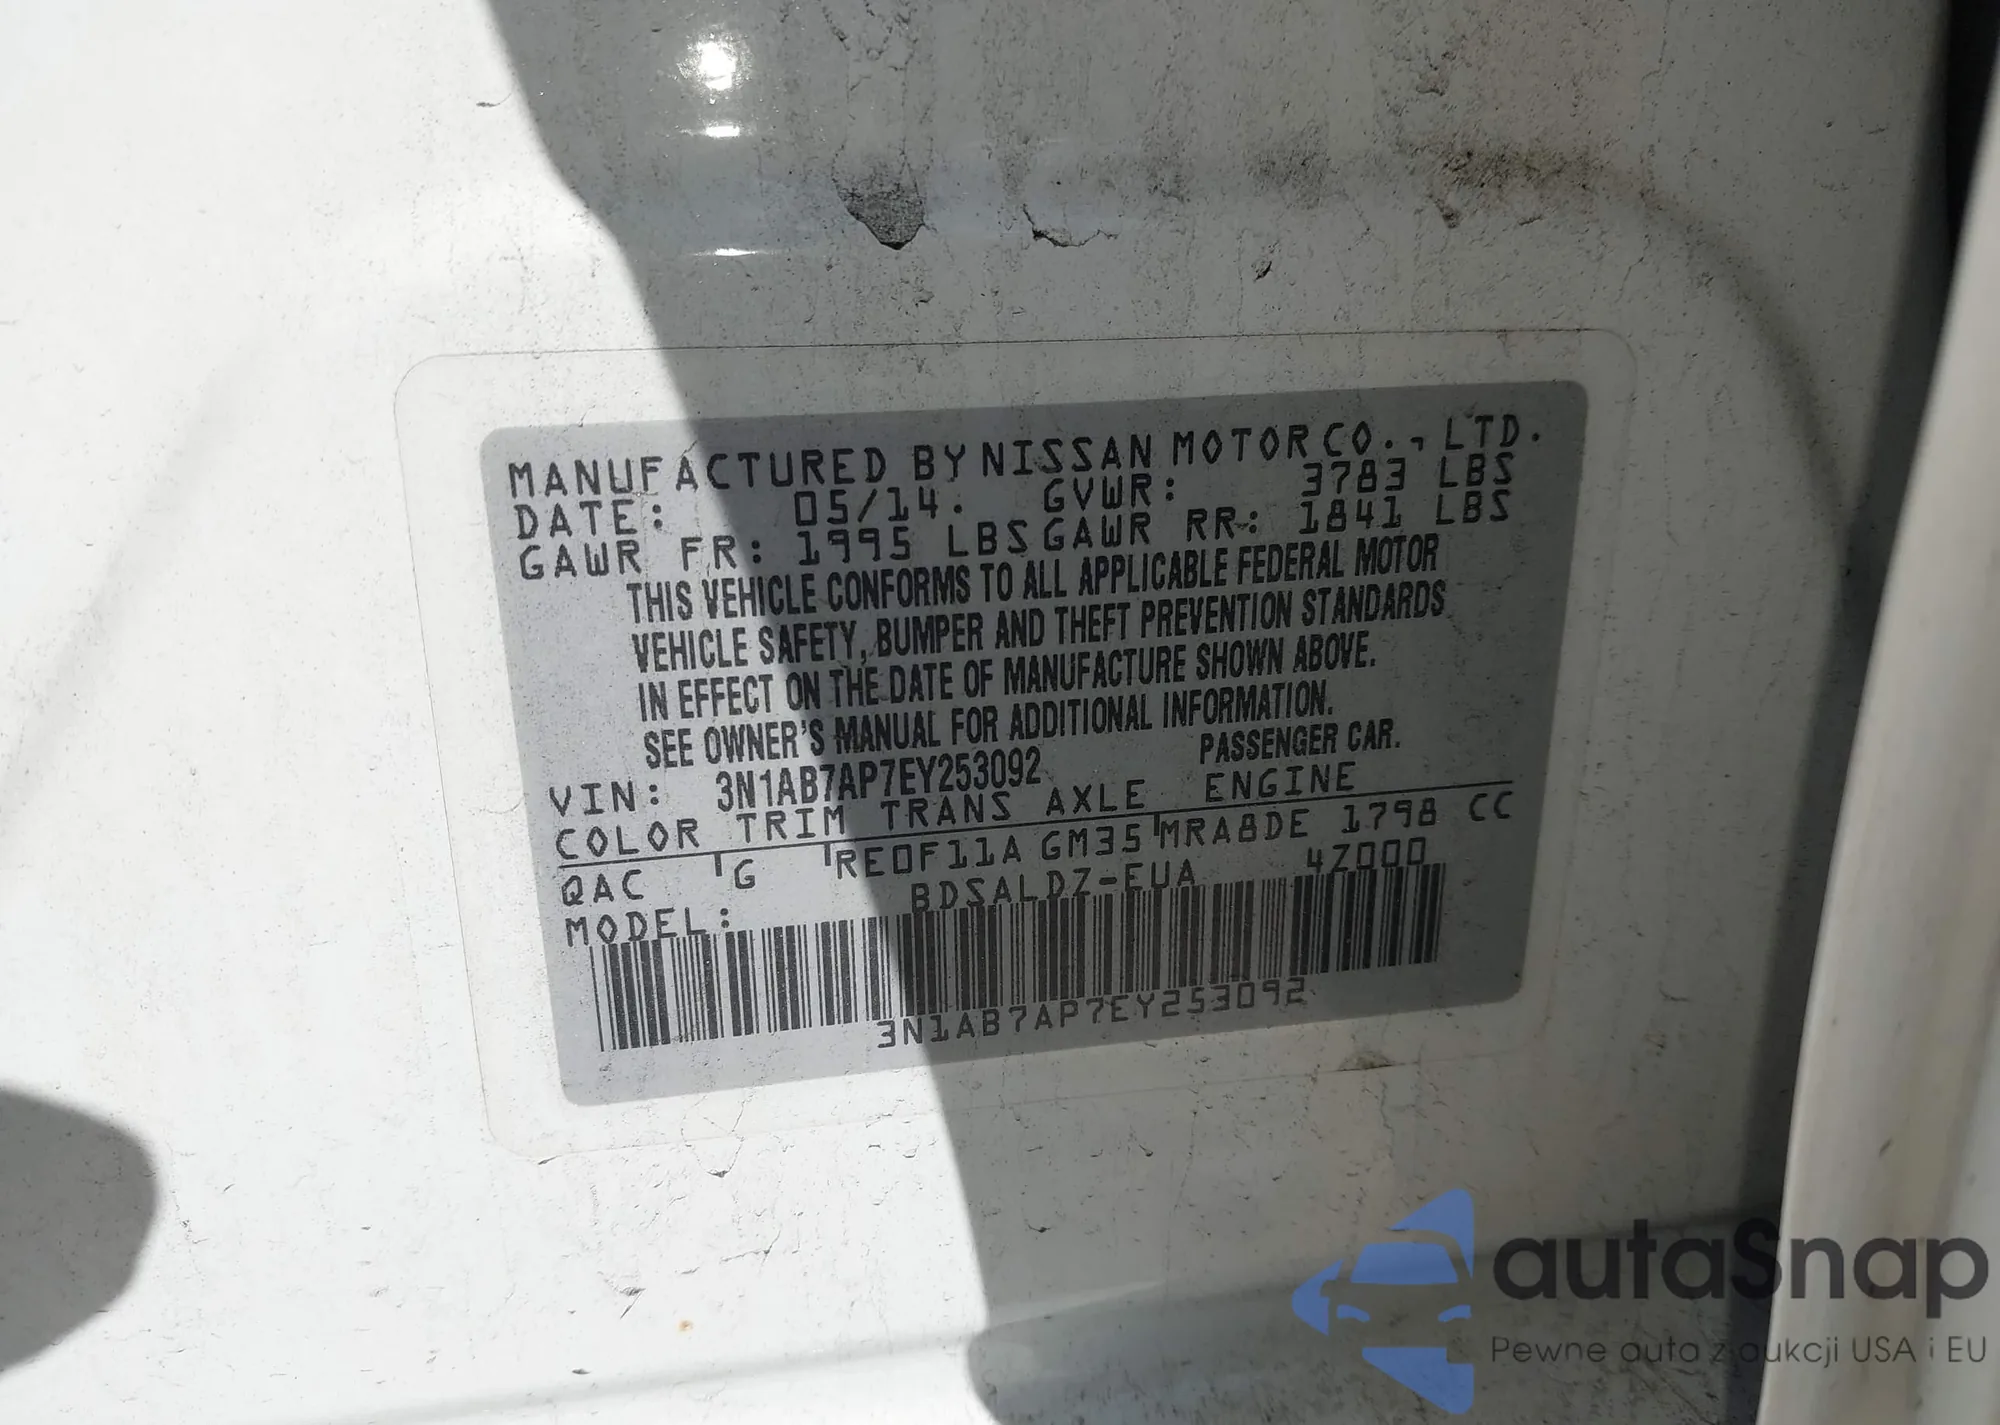 MANUFACTURED BY NISSAN MOTOR CO., LTD.
DATE: 05/14. GVWR: 3783 LBS
GAWR FR: 1995 LBS GAWR RR: 1841 LBS
THIS VEHICLE CONFORMS TO ALL APPLICABLE FEDERAL MOTOR
VEHICLE SAFETY, BUMPER AND THEFT PREVENTION STANDARDS
IN EFFECT ON THE DATE OF MANUFACTURE SHOWN ABOVE.
SEE OWNER'S MANUAL FOR ADDITIONAL INFORMATION.
VIN: 3N1AB7AP7EY253092 PASSENGER CAR.
COLOR TRIM TRANS AXLE ENGINE
QAC G RE0F11A GM35 MRA8DE 1798 CC
MODEL: BDSALDZ-EUA 4Z000
3N1AB7AP7EY253092
autaSnap
Pewne auta z aukcji USA i EU